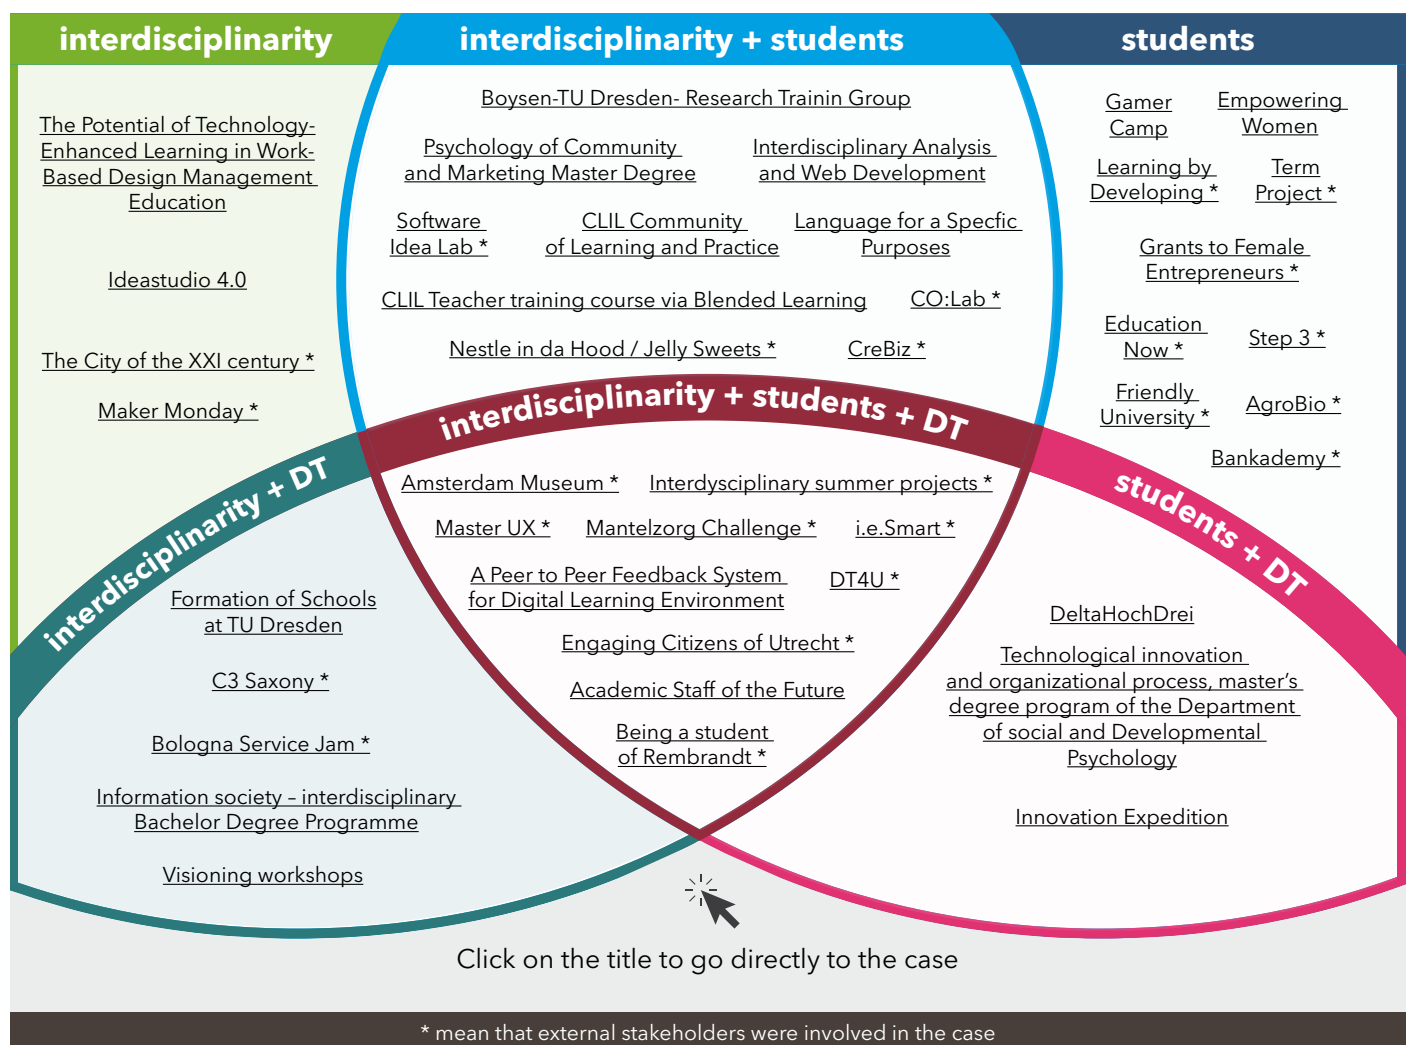 interdisciplinarity
interdisciplinarity + students
students
The Potential of Technology-
Enhanced Learning in Work-
Based Design Management
Education
Ideastudio 4.0
The City of the XXI century *
Maker Monday *
Boysen-TU Dresden- Research Trainin Group
Psychology of Community
and Marketing Master Degree
Interdisciplinary Analysis
and Web Development
Software
Idea Lab *
CLIL Community
of Learning and Practice
Language for a Specfic
Purposes
CLIL Teacher training course via Blended Learning
CO:Lab *
Nestle in da Hood / Jelly Sweets *
CreBiz *
Gamer
Camp
Empowering
Women
Learning by
Developing *
Term
Project *
Grants to Female
Entrepreneurs *
Education
Now *
Step 3 *
Friendly
University *
AgroBio *
Bankademy *
interdisciplinarity + students + DT
Amsterdam Museum *
Interdysciplinary summer projects *
Master UX *
Mantelzorg Challenge *
i.e.Smart *
A Peer to Peer Feedback System
for Digital Learning Environment
DT4U *
Engaging Citizens of Utrecht *
Academic Staff of the Future
Being a student
of Rembrandt *
interdisciplinarity + DT
Formation of Schools
at TU Dresden
C3 Saxony *
Bologna Service Jam *
Information society – interdisciplinary
Bachelor Degree Programme
Visioning workshops
students + DT
DeltaHochDrei
Technological innovation
and organizational process, master's
degree program of the Department
of social and Developmental
Psychology
Innovation Expedition
Click on the title to go directly to the case
* mean that external stakeholders were involved in the case